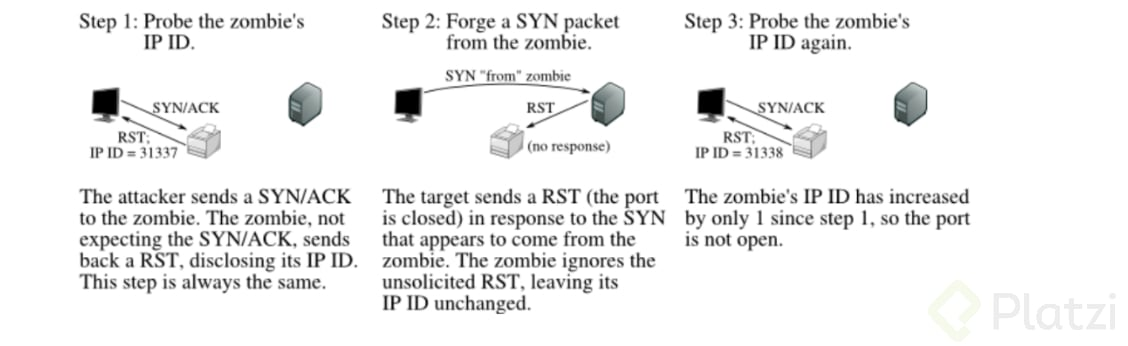 Step 1: Probe the zombie's
IP ID.
SYN/ACK
RST;
IP ID = 31337
The attacker sends a SYN/ACK
to the zombie. The zombie, not
expecting the SYN/ACK, sends
back a RST, disclosing its IP ID.
This step is always the same.
Step 2: Forge a SYN packet
from the zombie.
SYN "from" zombie
RST
(no response)
The target sends a RST (the port
is closed) in response to the SYN
that appears to come from the
zombie. The zombie ignores the
unsolicited RST, leaving its
IP ID unchanged.
Step 3: Probe the zombie's
IP ID again.
SYN/ACK
RST;
IP ID = 31338
The zombie's IP ID has increased
by only 1 since step 1, so the port
is not open.
Platzi